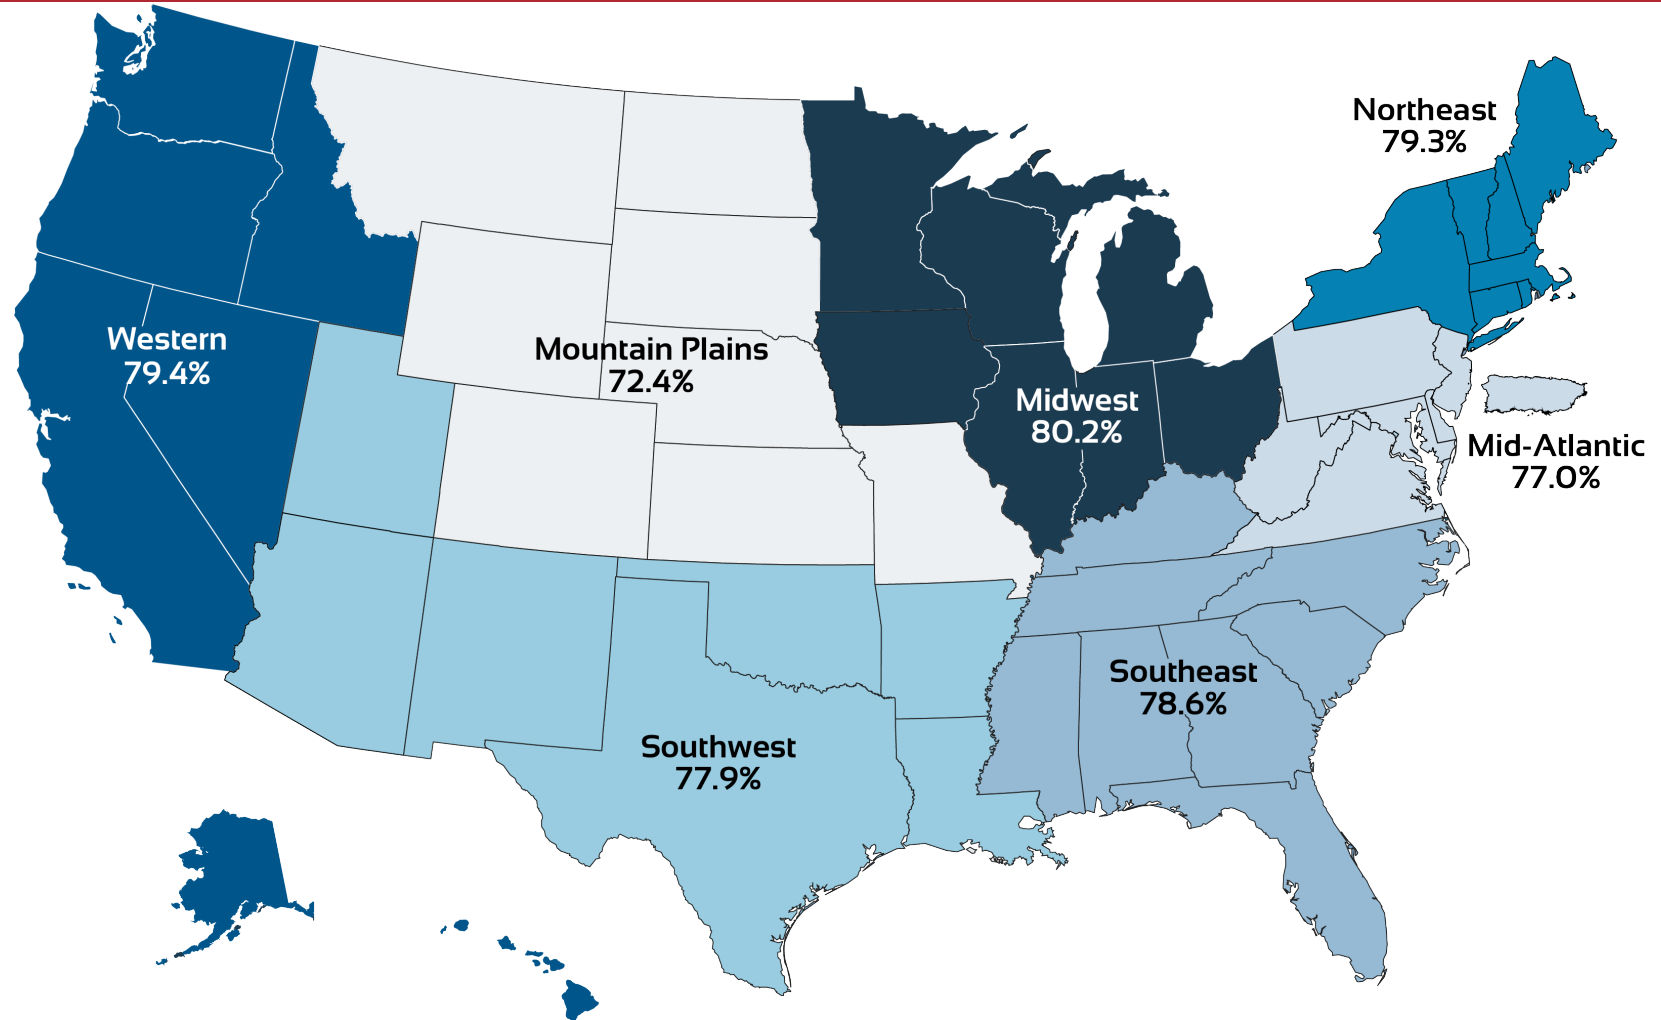 Northeast
79.3%
Western
79.4%
Mountain Plains
72.4%
Midwest
80.2%
Mid-Atlantic
77.0%
Southeast
78.6%
Southwest
77.9%